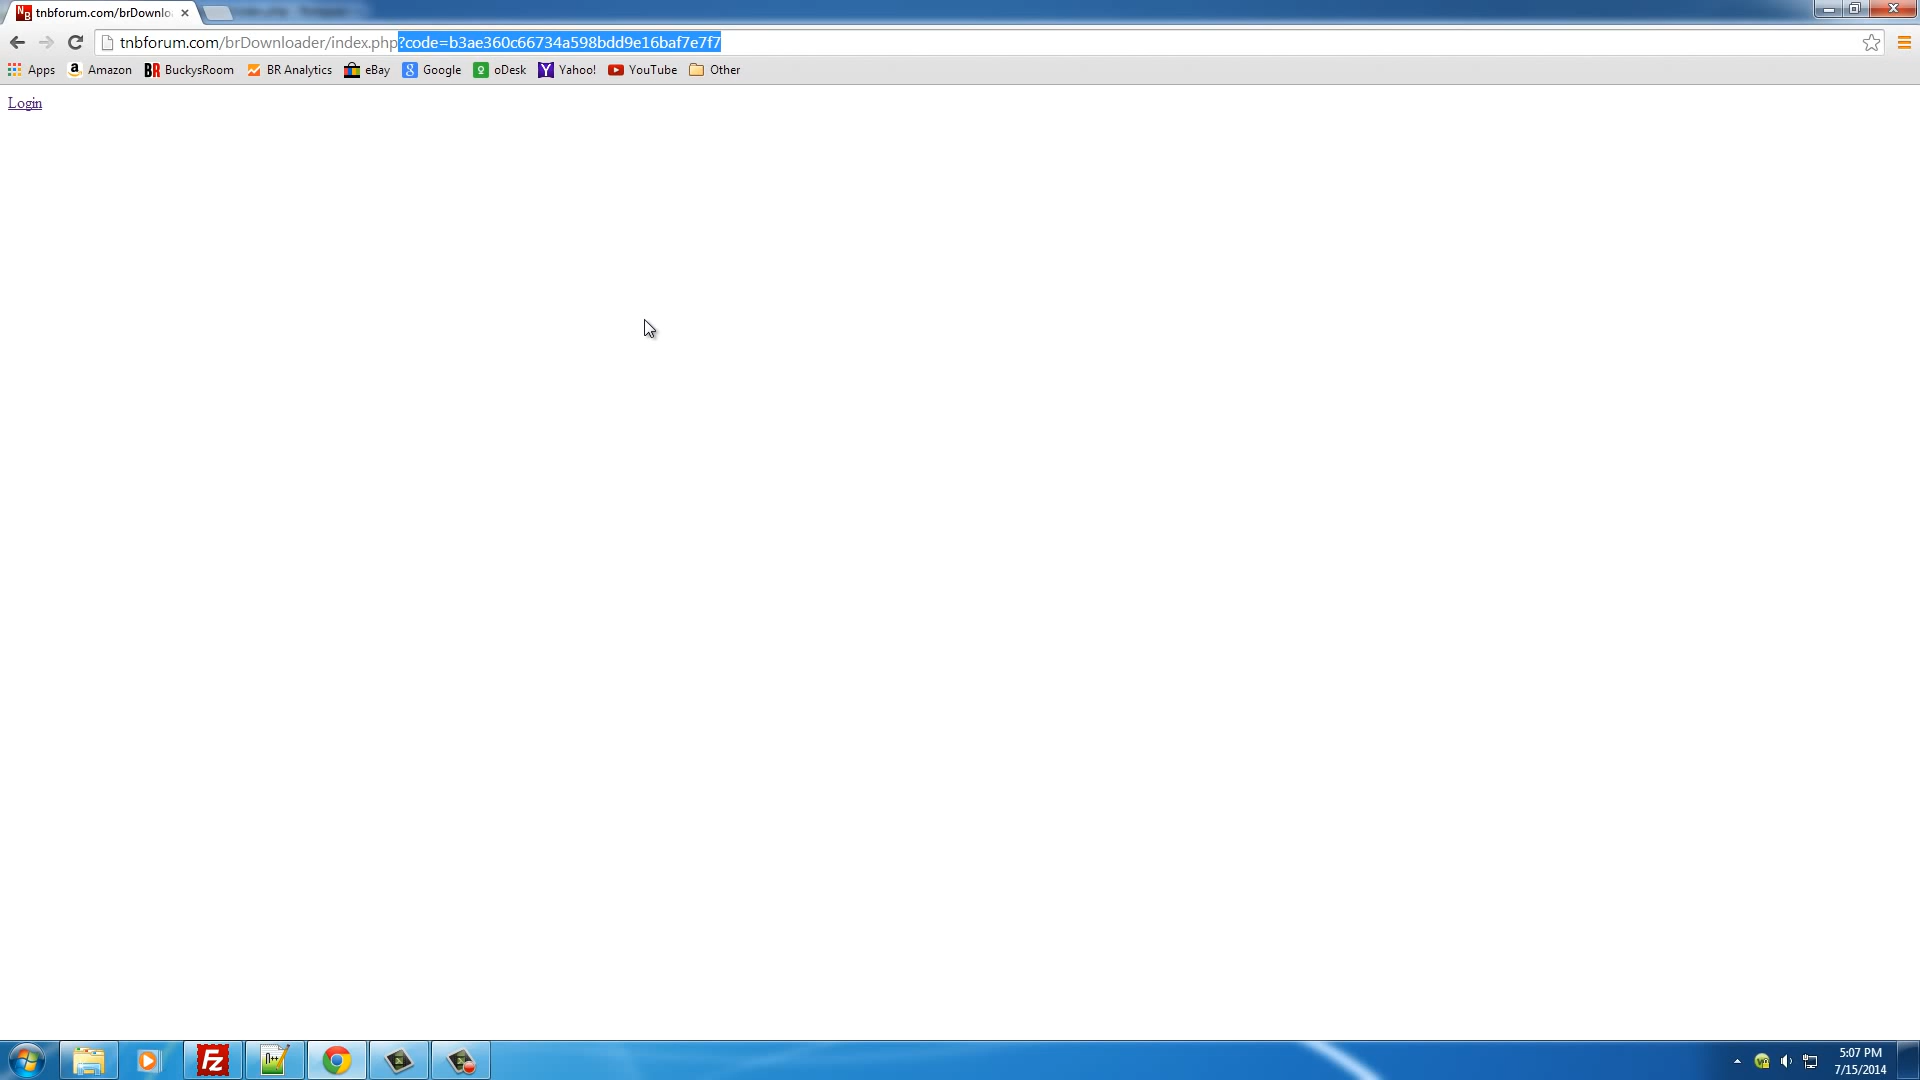 tnbforum.com/brDownlo
tnbforum.com/brDownloader/index.php?code=b3ae360c66734a598bdd9e16baf7e7f7
Apps Amazon BuckysRoom BR Analytics eBay Google oDesk Yahoo! YouTube Other
Login
5:07 PM
7/15/2014